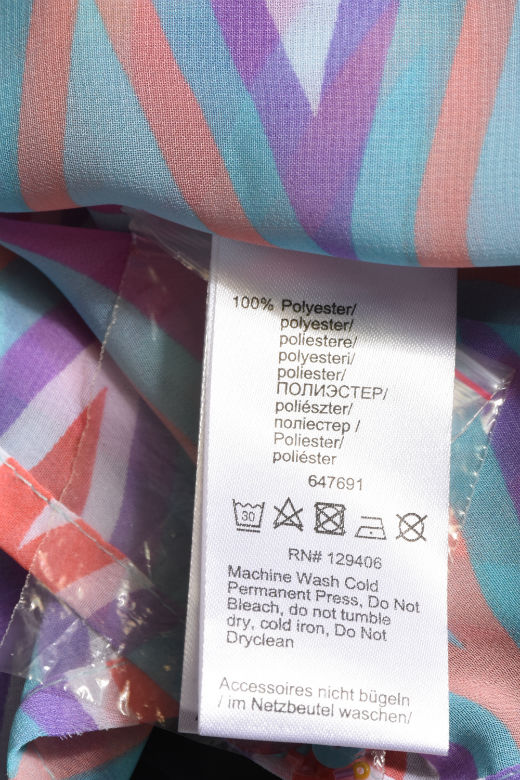 100% Polyester/
polyester/
poliestere/
polyesteri/
poliester/
ПОЛИЭСТЕР/
poliészter/
поліестер /
Poliester/
poliéster
647691
30
RN# 129406
Machine Wash Cold
Permanent Press, Do Not
Bleach, do not tumble
dry, cold iron, Do Not
Dryclean
Accessoires nicht bügeln
/ im Netzbeutel waschen/